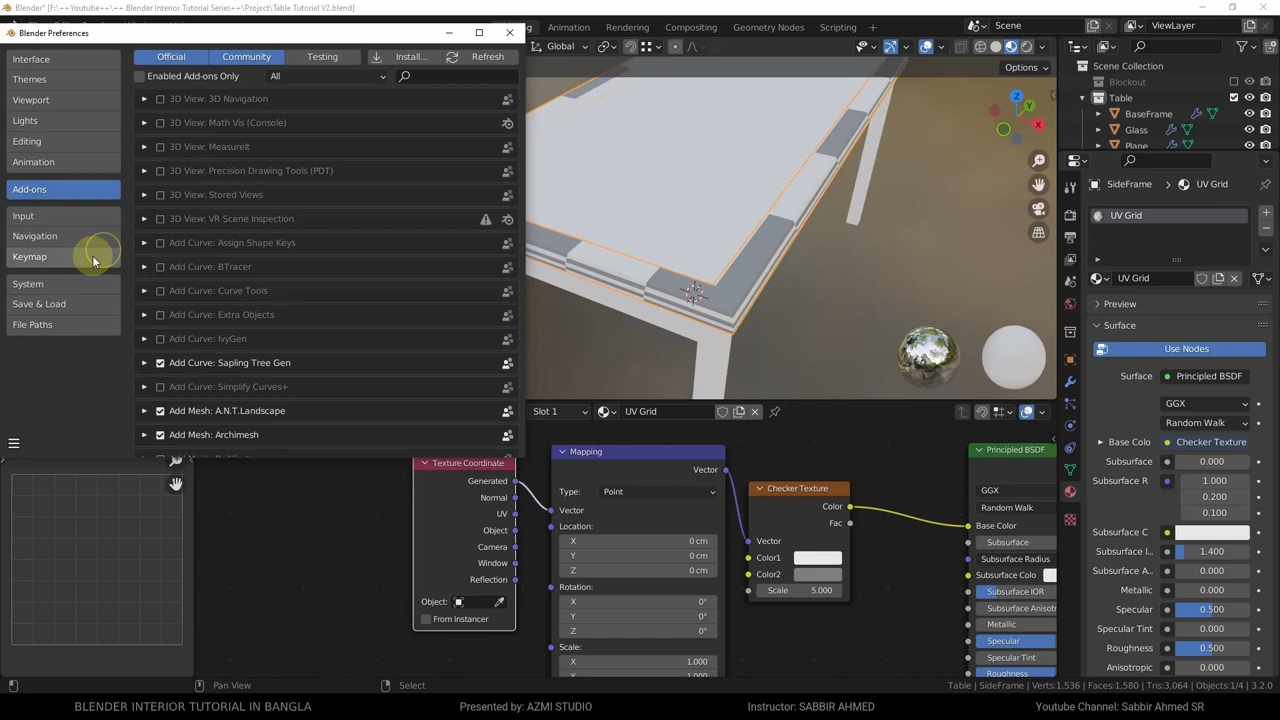 Blender* [F:\++Youtube++\++ Blender Interior Tutorial Series++\Project\Table Tutorial V2.blend]
Blender Preferences
Animation
Rendering
Compositing
Geometry Nodes
Scripting
+
Scene
ViewLayer
Global
Options
Interface
Themes
Viewport
Lights
Editing
Animation
Add-ons
Input
Navigation
Keymap
System
Save & Load
File Paths
Official
Community
Testing
Install...
Refresh
Enabled Add-ons Only
All
3D View: 3D Navigation
3D View: Math Vis (Console)
3D View: MeasureIt
3D View: Precision Drawing Tools (PDT)
3D View: Stored Views
3D View: VR Scene Inspection
Add Curve: Assign Shape Keys
Add Curve: BTracer
Add Curve: Curve Tools
Add Curve: Extra Objects
Add Curve: IvyGen
Add Curve: Sapling Tree Gen
Add Curve: Simplify Curves+
Add Mesh: A.N.T.Landscape
Add Mesh: Archimesh
Z
Y
X
Scene Collection
Blockout
Table
BaseFrame
Glass
Plane
SideFrame
UV Grid
UV Grid
UV Grid
Preview
Surface
Use Nodes
Surface
Principled BSDF
GGX
Random Walk
Base Colo
Checker Texture
Subsurface
0.000
Subsurface R
1.000
0.200
0.100
Subsurface C
Subsurface I...
1.400
Subsurface A...
0.000
Metallic
0.000
Specular
0.500
Specular Tint
0.000
Roughness
0.500
Anisotropic
0.000
Slot 1
UV Grid
Texture Coordinate
Generated
Normal
UV
Object
Camera
Window
Reflection
Object:
From Instancer
Mapping
Vector
Type:
Point
Vector
Location:
X
0 cm
Y
0 cm
Z
0 cm
Rotation:
X
0°
Y
0°
Z
0°
Scale:
X
1.000
Checker Texture
Color
Fac
Vector
Color1
Color2
Scale
5.000
Principled BSDF
GGX
Random Walk
Base Color
Subsurface
Subsurface Radius
Subsurface Colo
Subsurface IOR
Subsurface Anisotr
Metallic
Specular
Specular Tint
Roughness
Pan View
Select
Table | SideFrame | Verts:1,536 | Faces:1,580 | Tris:3,064 | Objects:1/4 | 3.2.0
BLENDER INTERIOR TUTORIAL IN BANGLA
Presented by: AZMI STUDIO
Instructor: SABBIR AHMED
Youtube Channel: Sabbir Ahmed SR